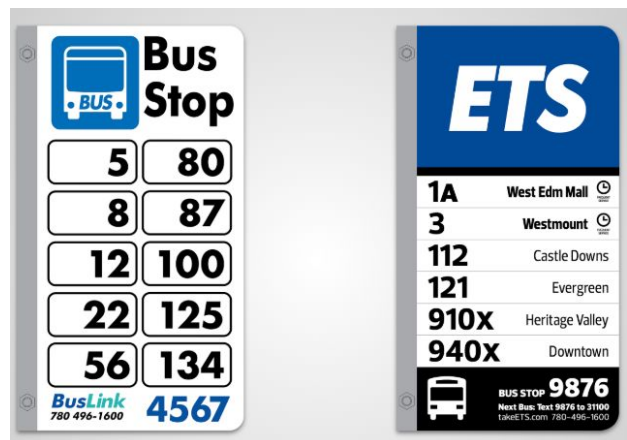 Bus
Stop
BUS
5 80
8 87
12 100
22 125
56 134
BusLink
780 496-1600
4567
ETS
1A West Edm Mall
3 Westmount
112 Castle Downs
121 Evergreen
910X Heritage Valley
940X Downtown
BUS STOP 9876
Next Bus: Text 9876 to 31100
takeETS.com 780-496-1600